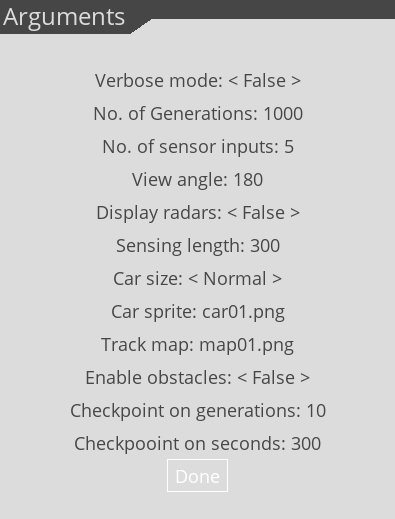 Arguments
Verbose mode: < False >
No. of Generations: 1000
No. of sensor inputs: 5
View angle: 180
Display radars: < False >
Sensing length: 300
Car size: < Normal >
Car sprite: car01.png
Track map: map01.png
Enable obstacles: < False >
Checkpoint on generations: 10
Checkpooint on seconds: 300
Done